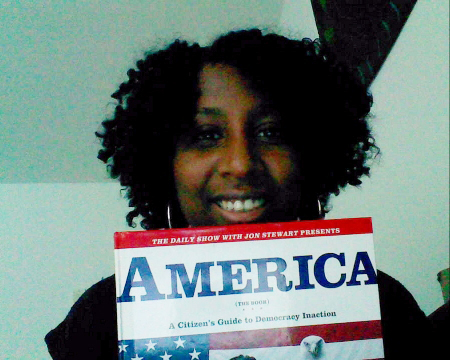 THE DAILY SHOW WITH JON STEWART PRESENTS
AMERICA
(THE BOOK)
A Citizen's Guide to Democracy Inaction